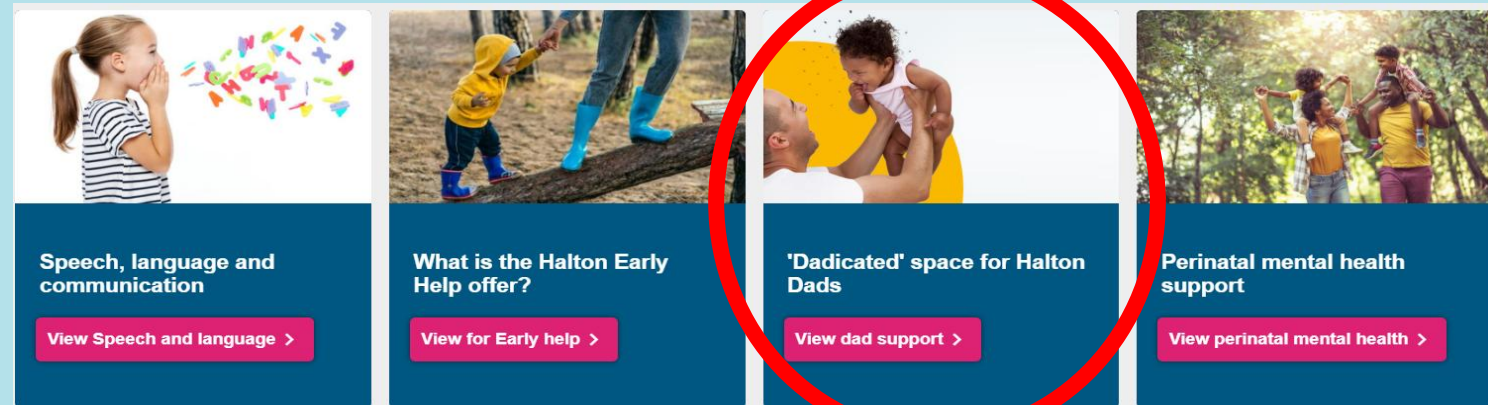 Speech, language and
communication
View Speech and language >
What is the Halton Early
Help offer?
View for Early help >
'Dadicated' space for Halton
Dads
View dad support >
Perinatal mental health
support
View perinatal mental health >